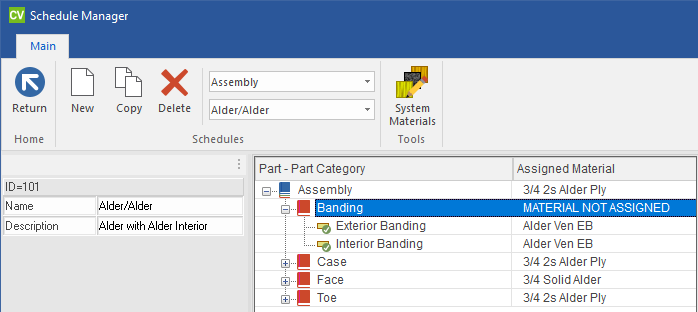 CV Schedule Manager
Main
Return
New
Copy
Delete
Assembly
Alder/Alder
System
Materials
Home
Schedules
Tools
ID=101
Name Alder/Alder
Description Alder with Alder Interior
Part - Part Category Assigned Material
Assembly 3/4 2s Alder Ply
Banding MATERIAL NOT ASSIGNED
Exterior Banding Alder Ven EB
Interior Banding Alder Ven EB
Case 3/4 2s Alder Ply
Face 3/4 Solid Alder
Toe 3/4 2s Alder Ply